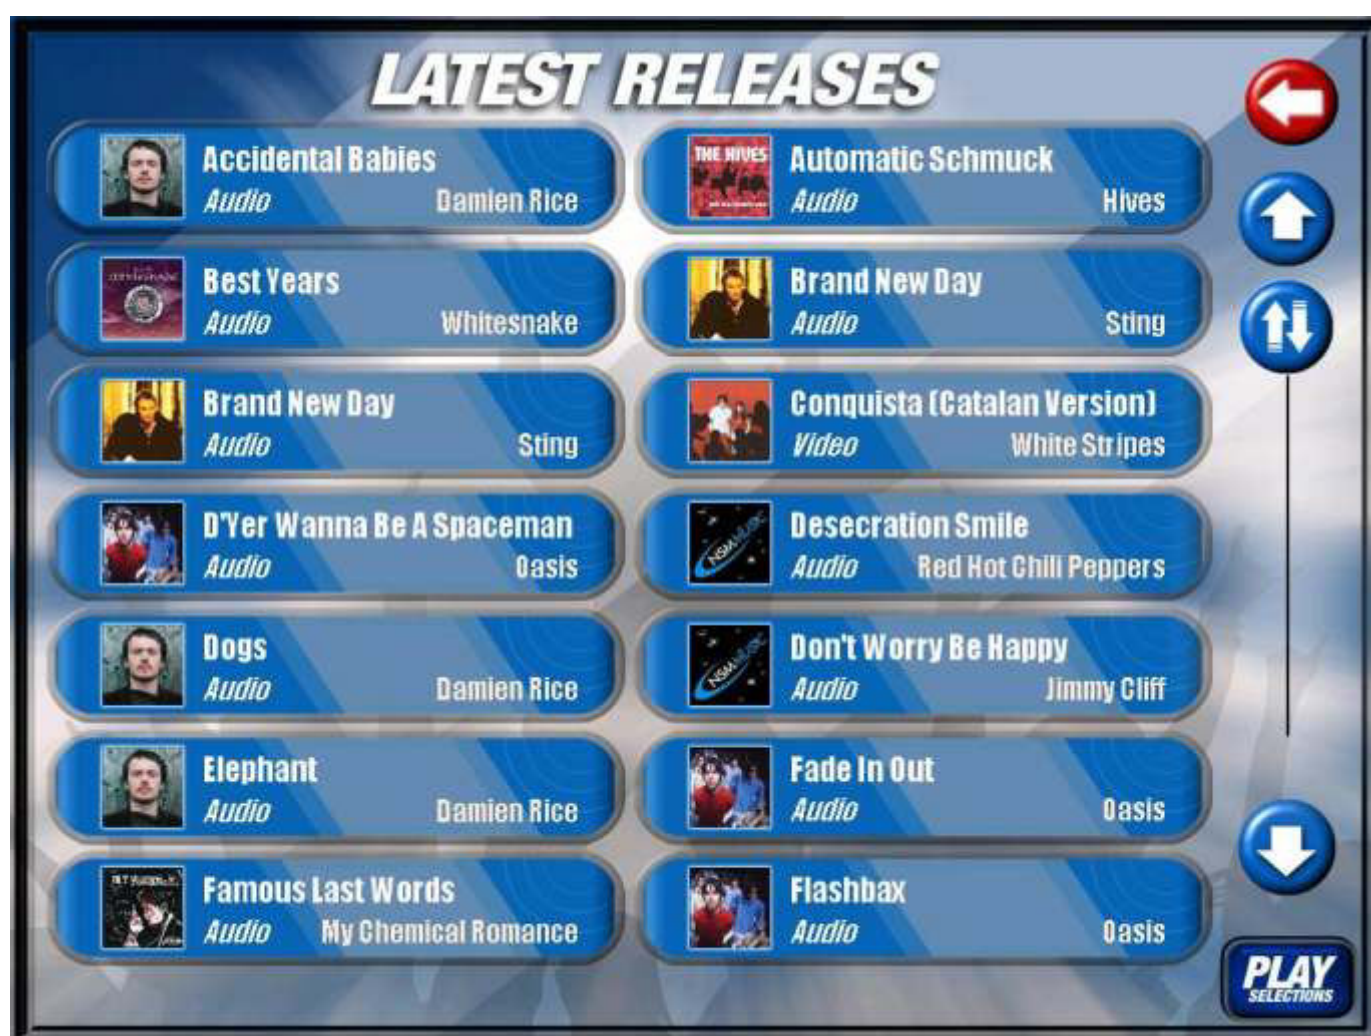 LATEST RELEASES
Accidental Babies
Audio Damien Rice
THE HIVES
Automatic Schmuck
Audio Hives
Best Years
Audio Whitesnake
Brand New Day
Audio Sting
Brand New Day
Audio Sting
Conquista (Catalan Version)
Video White Stripes
D'Yer Wanna Be A Spaceman
Audio Oasis
NSMMUSIC
Desecration Smile
Audio Red Hot Chili Peppers
Dogs
Audio Damien Rice
NSMMUSIC
Don't Worry Be Happy
Audio Jimmy Cliff
Elephant
Audio Damien Rice
Fade In Out
Audio Oasis
Famous Last Words
Audio My Chemical Romance
Flashbax
Audio Oasis
PLAY
SELECTIONS